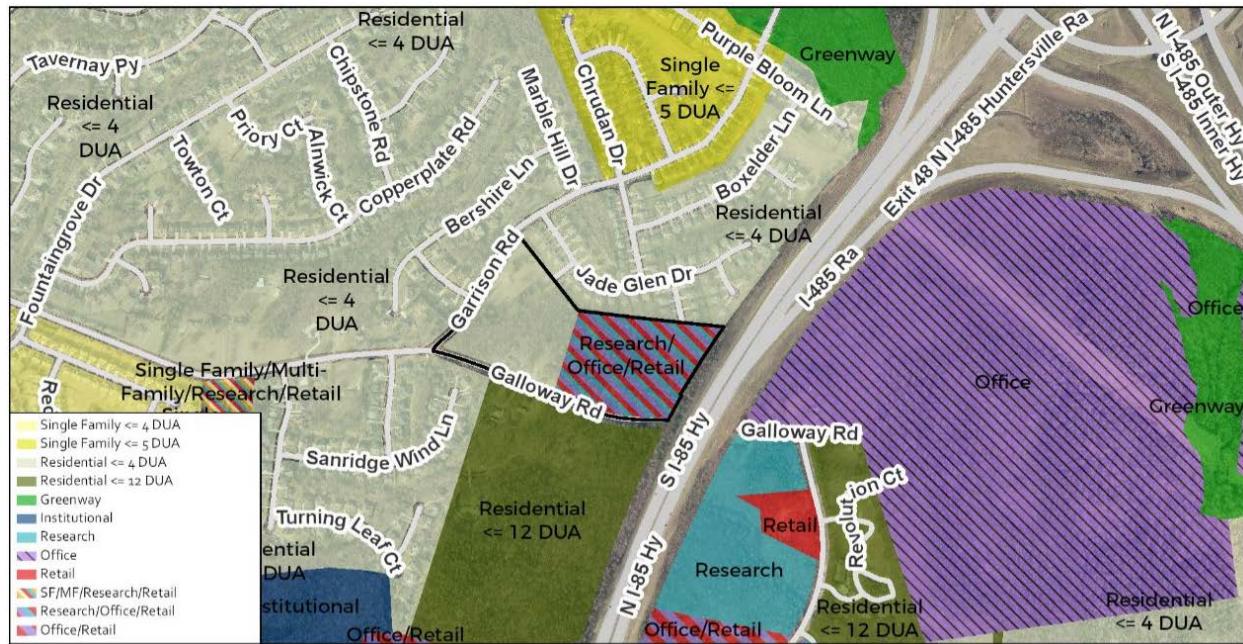 Tavernay Py
Residential
<= 4 DUA
Residential
<= 4
DUA
Chipstone Rd
Priory Ct
Alnwick Ct
Towton Ct
Copperplate Rd
Fountaingrove Dr
Marble Hill Dr
Chrudan Dr
Single
Family <=
5 DUA
Purple Bloom Ln
Greenway
Boxelder Ln
Residential
<= 4 DUA
Bershire Ln
Garrison Rd
Jade Glen Dr
Residential
<= 4
DUA
Exit 48 N I-485 Huntersville Ra
N I-485 Outer Hy
S I-485 Inner Hy
I-485 Ra
Office
Greenway
Office
Research/
Office/Retail
Single Family/Multi-
Family/Research/Retail
Galloway Rd
Sanridge Wind Ln
Turning Leaf Ct
Residential
<= 12 DUA
S I-85 Hy
N I-85 Hy
Galloway Rd
Retail
Revolution Ct
Research
Residential
<= 12 DUA
Office/Retail
Residential
<= 4 DUA
ential
DUA
stitutional
Office/Retail
Single Family <= 4 DUA
Single Family <= 5 DUA
Residential <= 4 DUA
Residential <= 12 DUA
Greenway
Institutional
Research
Office
Retail
SF/MF/Research/Retail
Research/Office/Retail
Office/Retail